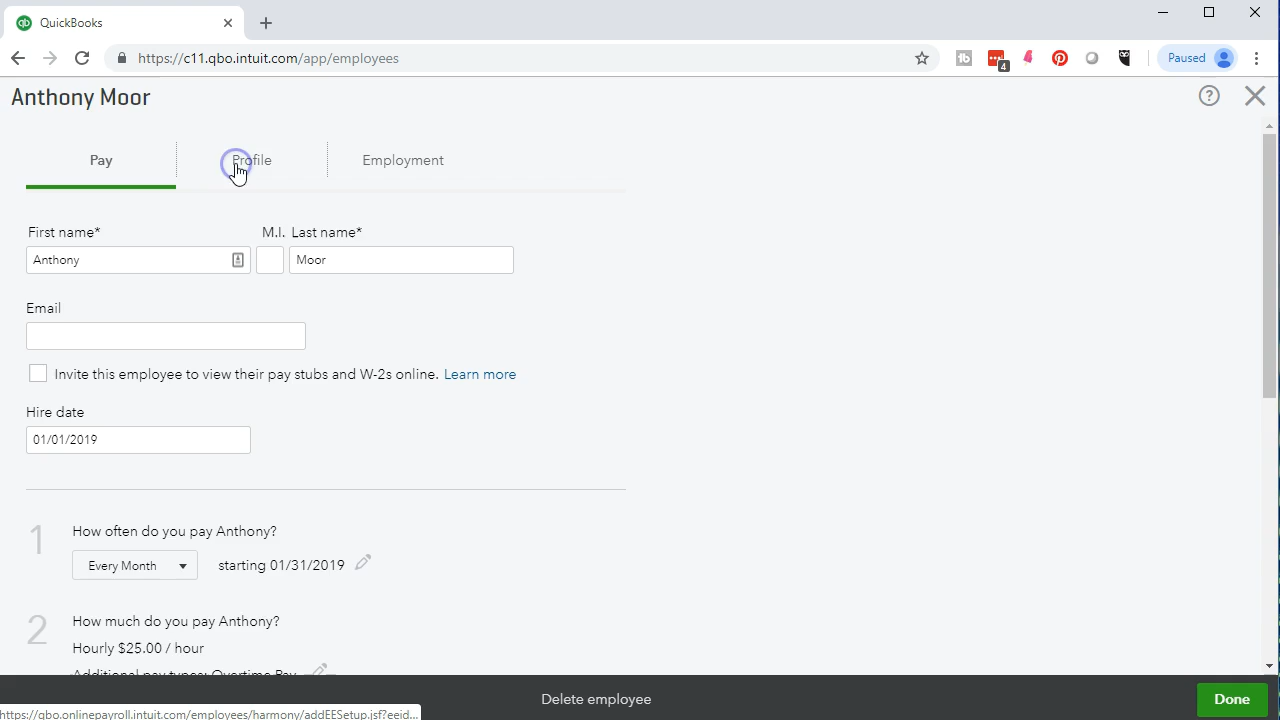 QuickBooks
https://c11.qbo.intuit.com/app/employees
4
Paused
Anthony Moor
Pay
Profile
Employment
First name*
M.I.
Last name*
Anthony
Moor
Email
Invite this employee to view their pay stubs and W-2s online. Learn more
Hire date
01/01/2019
1
How often do you pay Anthony?
Every Month
starting 01/31/2019
2
How much do you pay Anthony?
Hourly $25.00 / hour
Additional pay types: Overtime Pay
Delete employee
Done
https://qbo.onlinepayroll.intuit.com/employees/harmony/addEESetup.jsf?eeid...